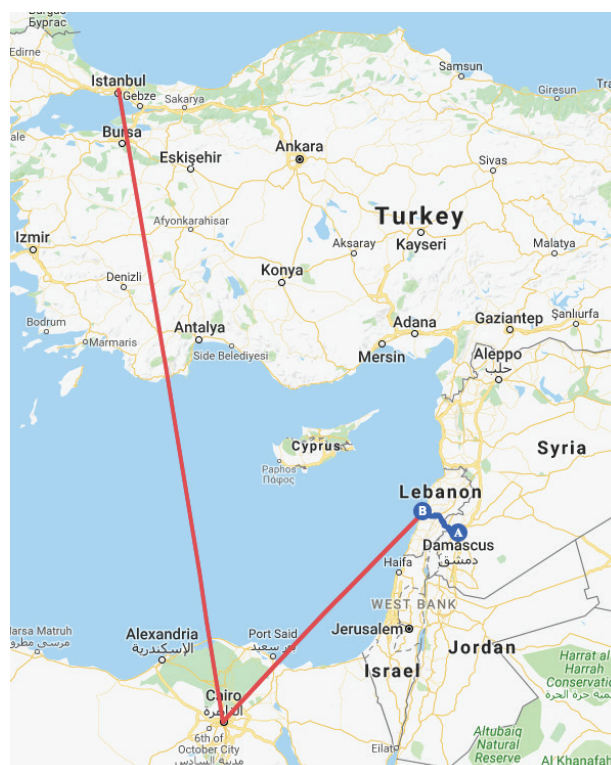 Бургас
Edirne
Istanbul
Gebze
Sakarya
Samsun
Giresun
Bursa
Eskişehir
Ankara
Sivas
Afyonkarahisar
Turkey
Izmir
Aksaray
Kayseri
Malatya
Denizli
Konya
Bodrum
Marmaris
Antalya
Side Belediyesi
Adana
Mersin
Gaziantep
Şanlıurfa
Aleppo
حلب
Cyprus
Paphos
Πάφος
Syria
Lebanon
B
A
Damascus
دمشق
Haifa
WEST BANK
Jerusalem
Jordan
Israel
Marsa Matruh
مرسى مطروح
Alexandria
الإسكندرية
Port Said
بور سعيد
Cairo
القاهرة
6th of
October City
مدينة السادس
Eilat
Harrat al
Harrah
Conserva
Altubaiq
Natural
Reserve
Al Khanafah